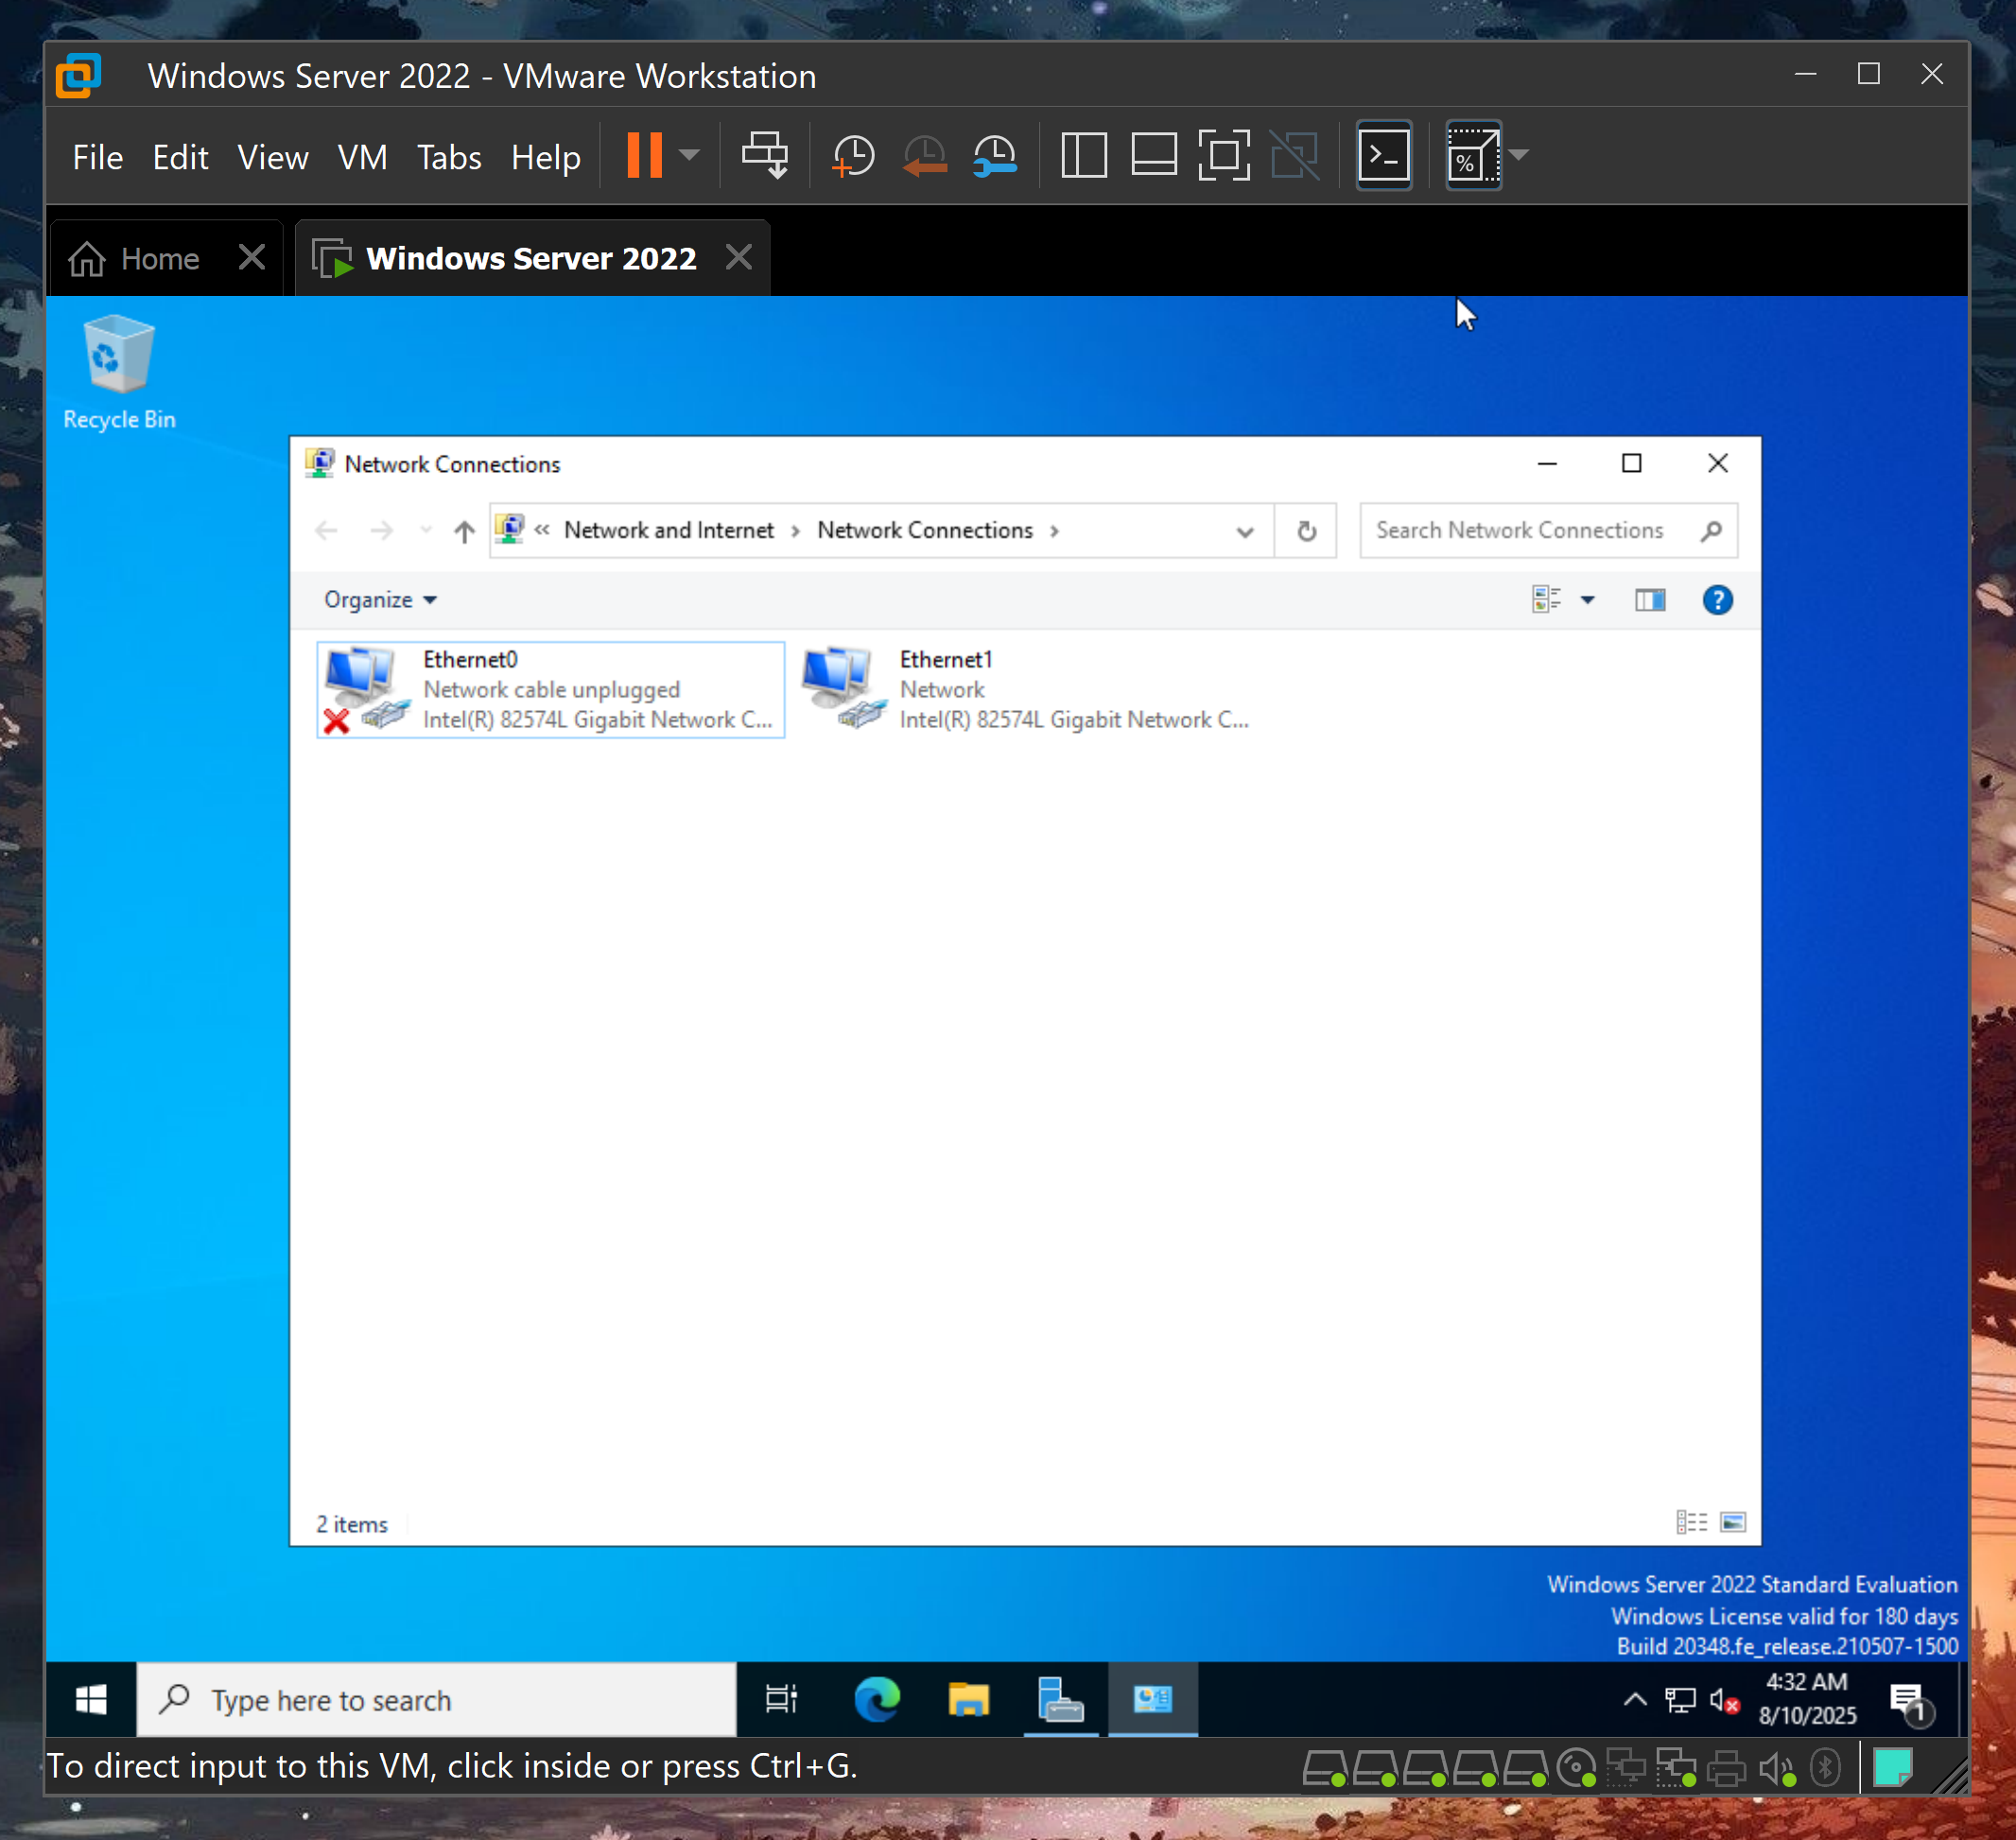 Windows Server 2022 - VMware Workstation
File Edit View VM Tabs Help
Home
Windows Server 2022
Recycle Bin
Network Connections
« Network and Internet › Network Connections ›
Search Network Connections
Organize
Ethernet0
Network cable unplugged
Intel(R) 82574L Gigabit Network C...
Ethernet1
Network
Intel(R) 82574L Gigabit Network C...
2 items
Windows Server 2022 Standard Evaluation
Windows License valid for 180 days
Build 20348.fe_release.210507-1500
Type here to search
4:32 AM
8/10/2025
1
To direct input to this VM, click inside or press Ctrl+G.